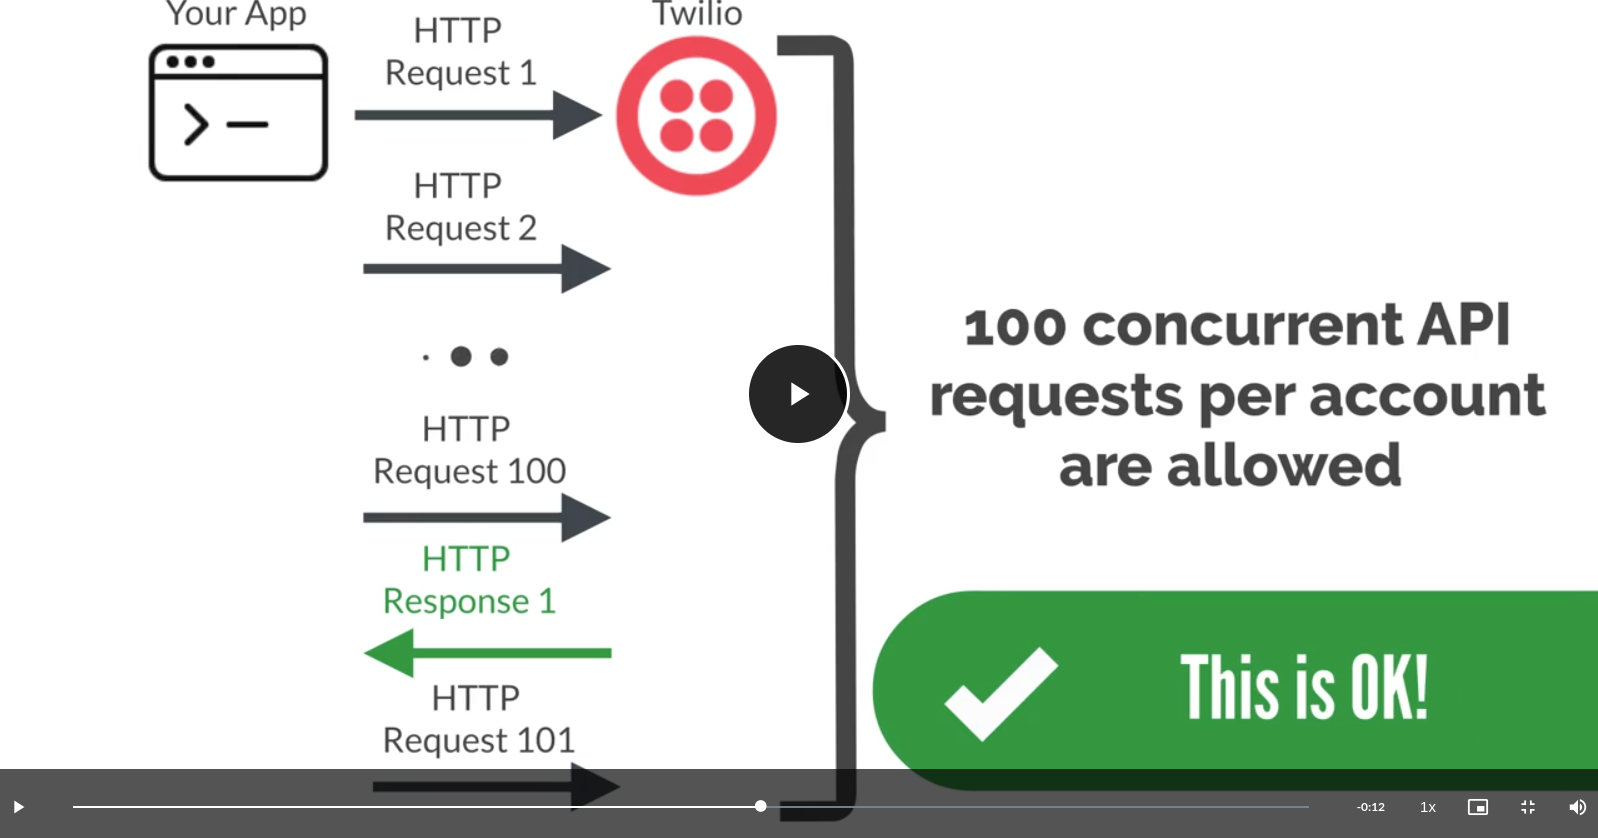 Your App
HTTP
Request 1
Twilio
HTTP
Request 2
HTTP
Request 100
HTTP
Response 1
HTTP
Request 101
100 concurrent API
requests per account
are allowed
This is OK!
-0:12
1x